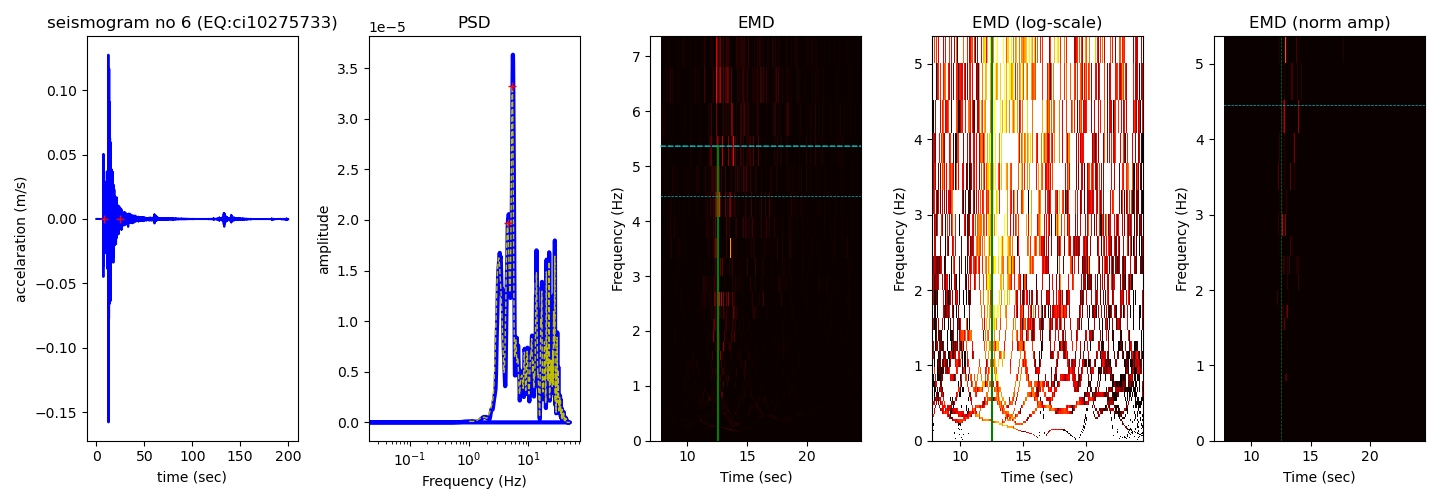 seismogram no 6 (EQ:ci10275733)
PSD
EMD
EMD (log-scale)
EMD (norm amp)
accelaration (m/s)
0.10
0.05
0.00
−0.05
−0.10
−0.15
0 50 100 150 200
time (sec)
1e−5
amplitude
3.5
3.0
2.5
2.0
1.5
1.0
0.5
0.0
10⁻¹ 10⁰ 10¹
Frequency (Hz)
Frequency (Hz)
7
6
5
4
3
2
1
0
10 15 20
Time (sec)
Frequency (Hz)
5
4
3
2
1
0
10 15 20
Time (sec)
Frequency (Hz)
5
4
3
2
1
0
10 15 20
Time (sec)